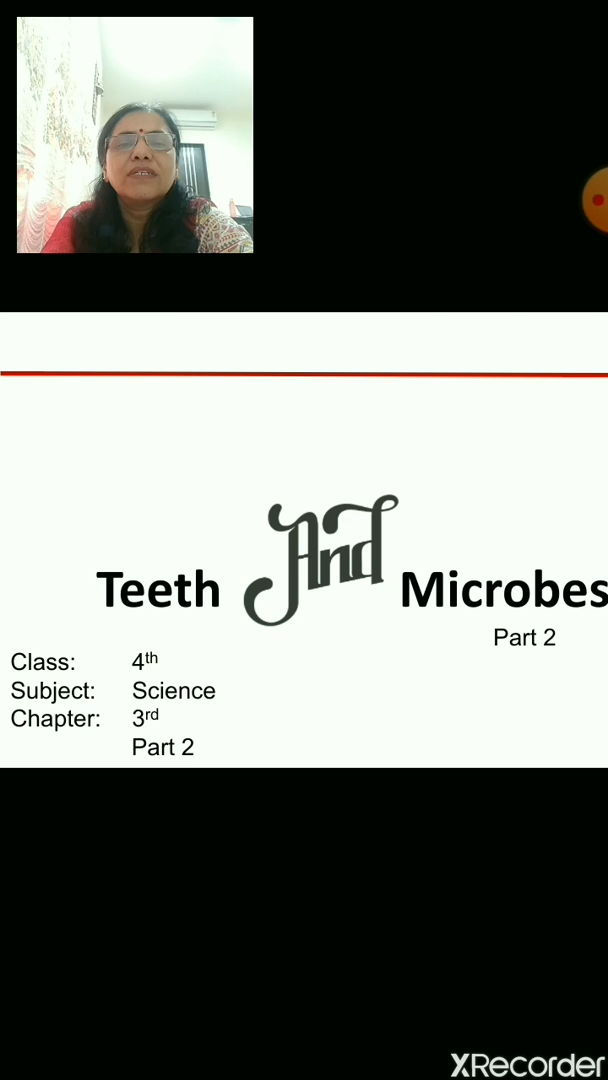 Teeth And Microbes
Part 2
Class: 4th
Subject: Science
Chapter: 3rd
Part 2
XRecorder